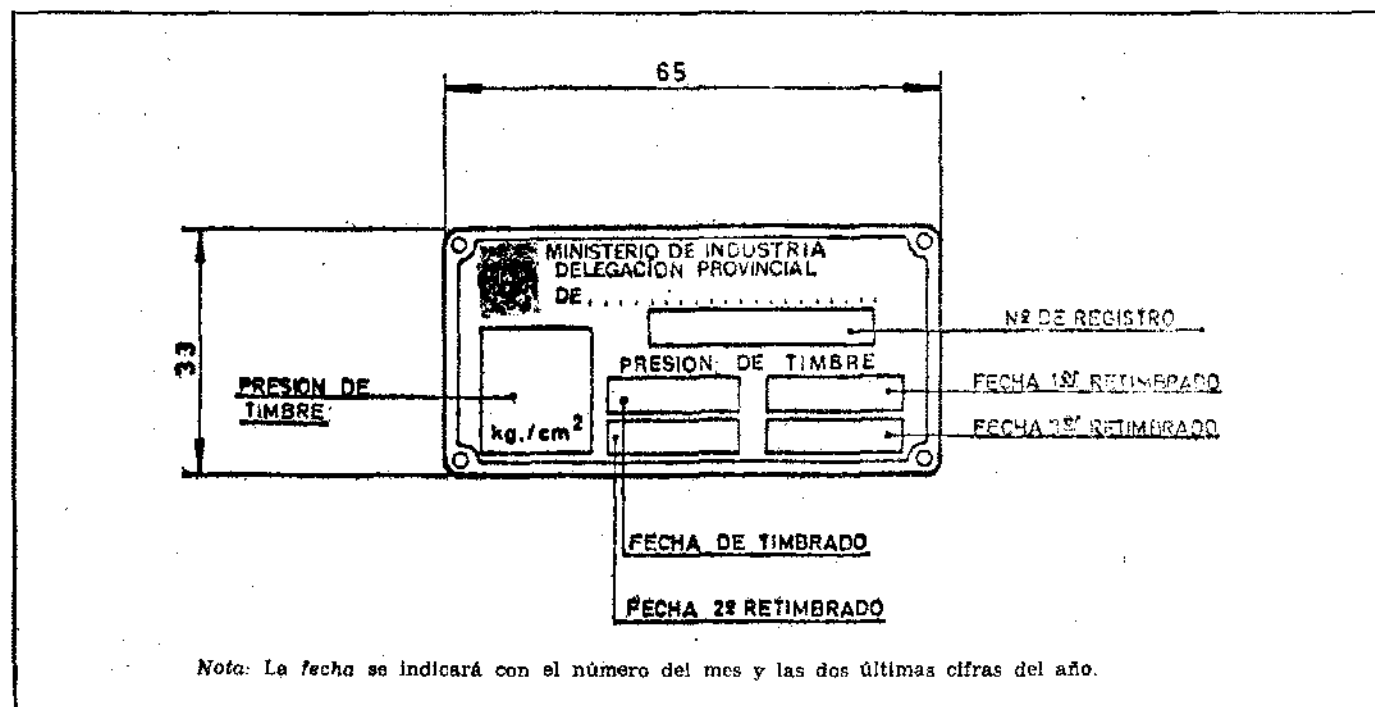 65
33
MINISTERIO DE INDUSTRIA
DELEGACION PROVINCIAL
DE....................
Nº DE REGISTRO
PRESION DE TIMBRE
PRESION DE
TIMBRE
kg./cm²
FECHA 1er RETIMBRADO
FECHA 3er RETIMBRADO
FECHA DE TIMBRADO
FECHA 2º RETIMBRADO
Nota: La fecha se indicará con el número del mes y las dos últimas cifras del año.